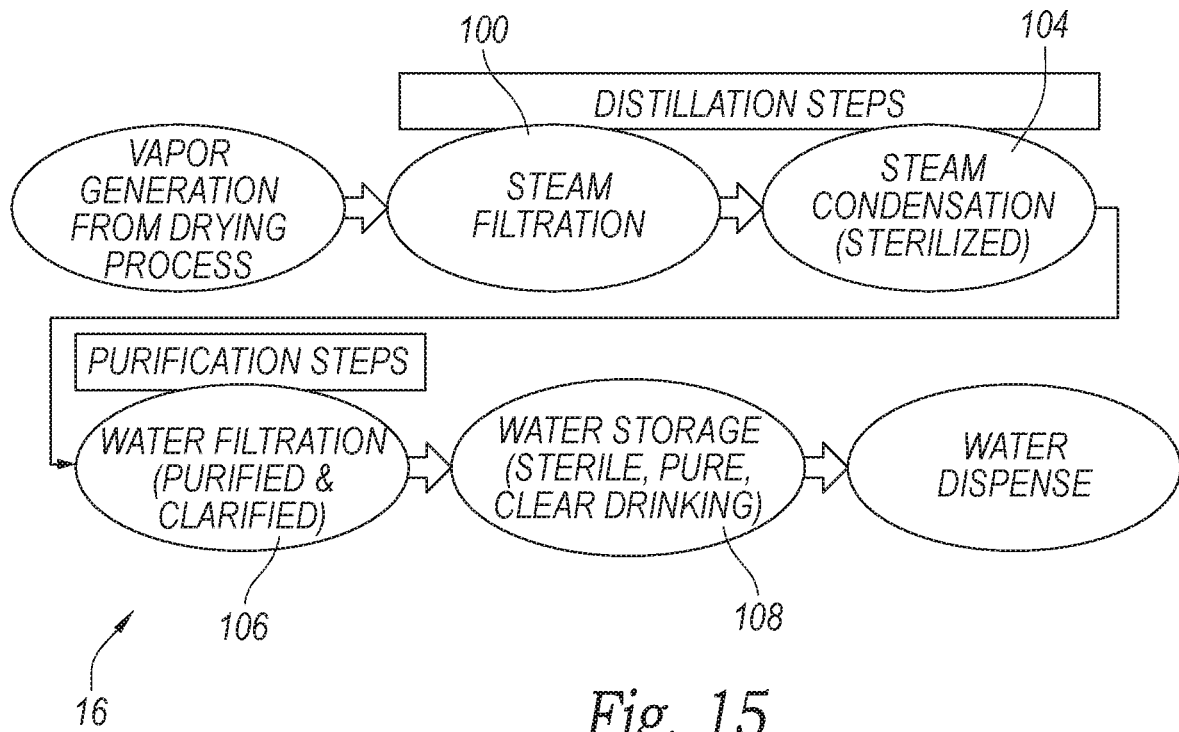 100
104
DISTILLATION STEPS
VAPOR
GENERATION
FROM DRYING
PROCESS
STEAM
FILTRATION
STEAM
CONDENSATION
(STERILIZED)
PURIFICATION STEPS
WATER FILTRATION
(PURIFIED &
CLARIFIED)
WATER STORAGE
(STERILE, PURE,
CLEAR DRINKING)
WATER
DISPENSE
106
108
16
Fig. 15